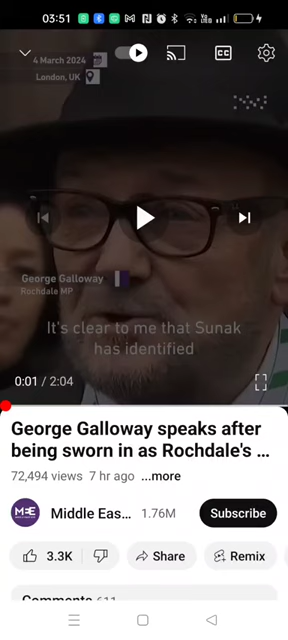 03:51
4 March 2024
London, UK
CC
George Galloway
Rochdale MP
It's clear to me that Sunak
has identified
0:01 / 2:04
George Galloway speaks after
being sworn in as Rochdale's ...
72,494 views 7 hr ago ...more
MEE Middle Eas... 1.76M Subscribe
3.3K Share Remix
Comments 611